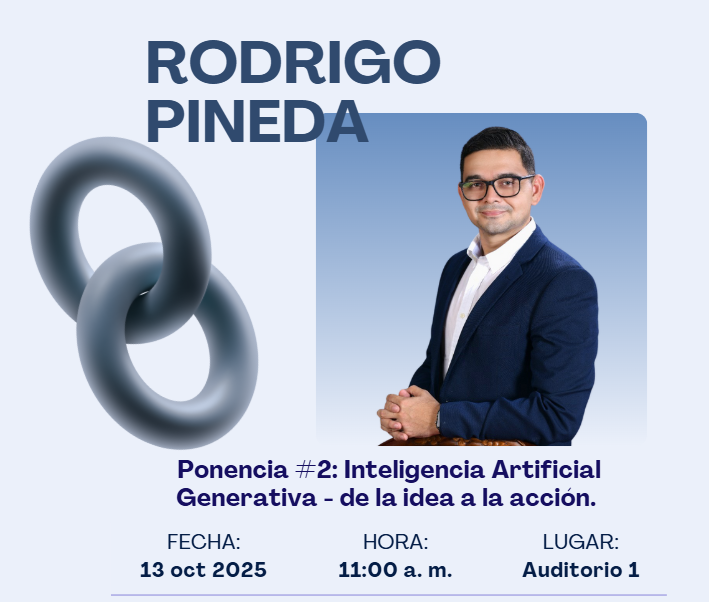 RODRIGO
PINEDA
Ponencia #2: Inteligencia Artificial
Generativa - de la idea a la acción.
FECHA: HORA: LUGAR:
13 oct 2025 11:00 a. m. Auditorio 1